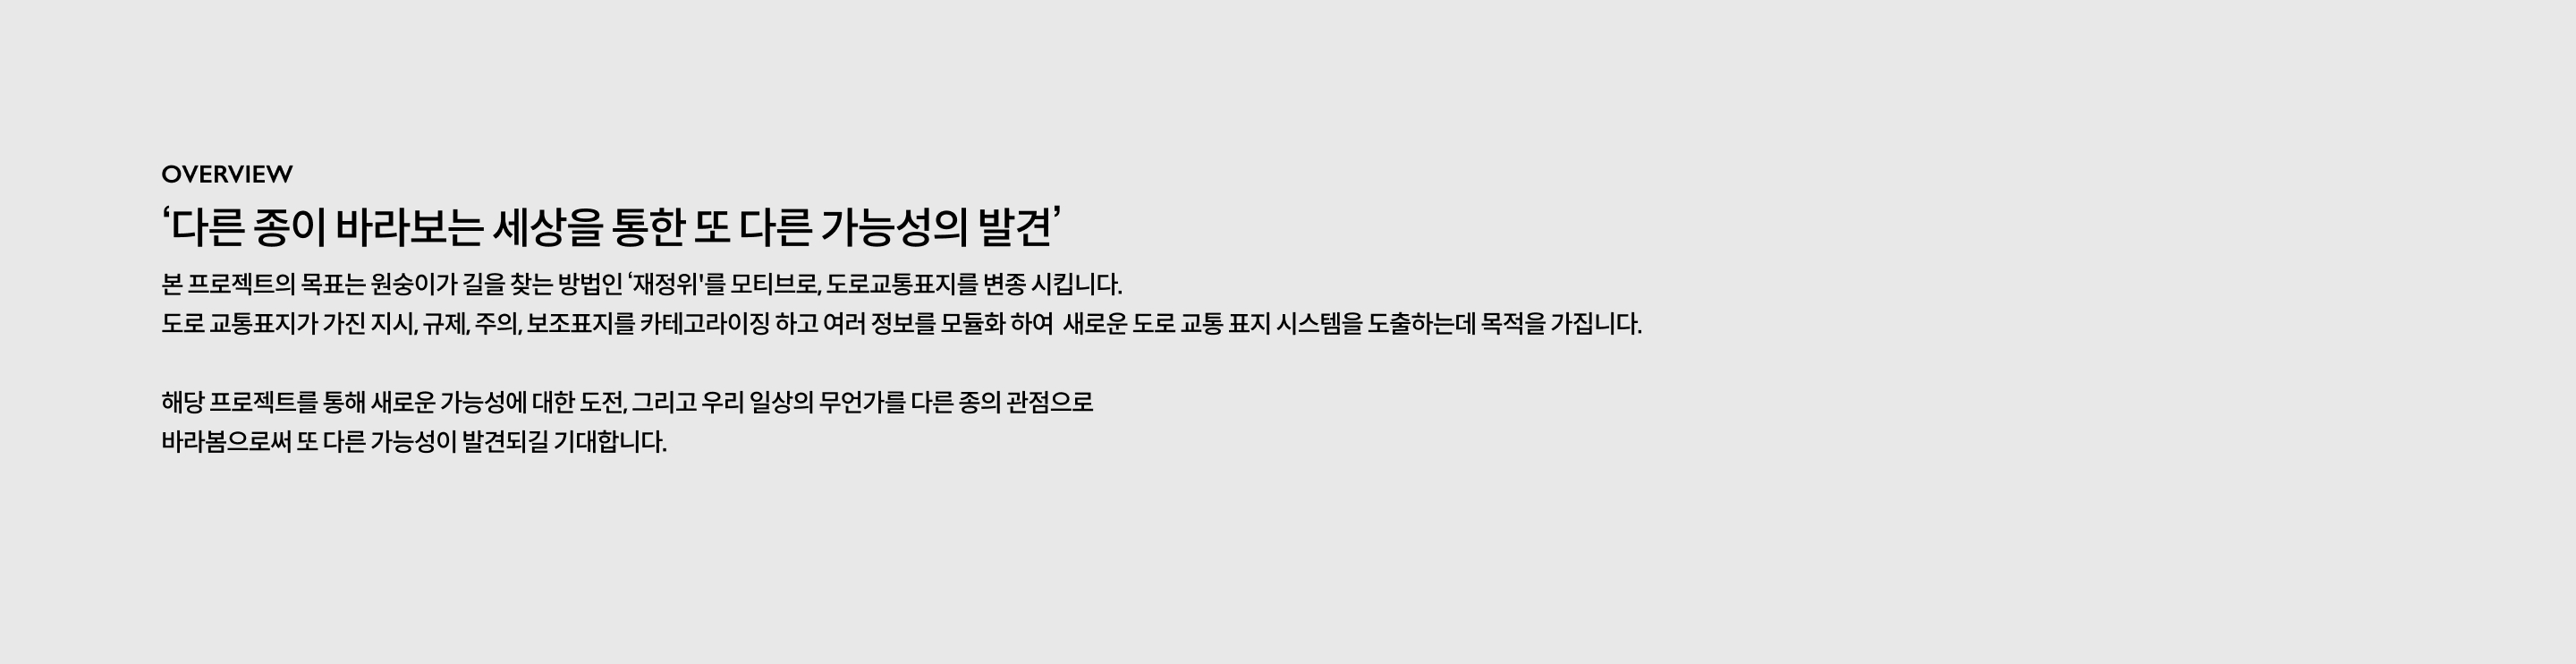 OVERVIEW
‘다른 종이 바라보는 세상을 통한 또 다른 가능성의 발견’
본 프로젝트의 목표는 원숭이가 길을 찾는 방법인 ‘재정위'를 모티브로, 도로교통표지를 변종 시킵니다.
도로 교통표지가 가진 지시, 규제, 주의, 보조표지를 카테고라이징 하고 여러 정보를 모듈화 하여  새로운 도로 교통 표지 시스템을 도출하는데 목적을 가집니다.
해당 프로젝트를 통해 새로운 가능성에 대한 도전, 그리고 우리 일상의 무언가를 다른 종의 관점으로
바라봄으로써 또 다른 가능성이 발견되길 기대합니다.